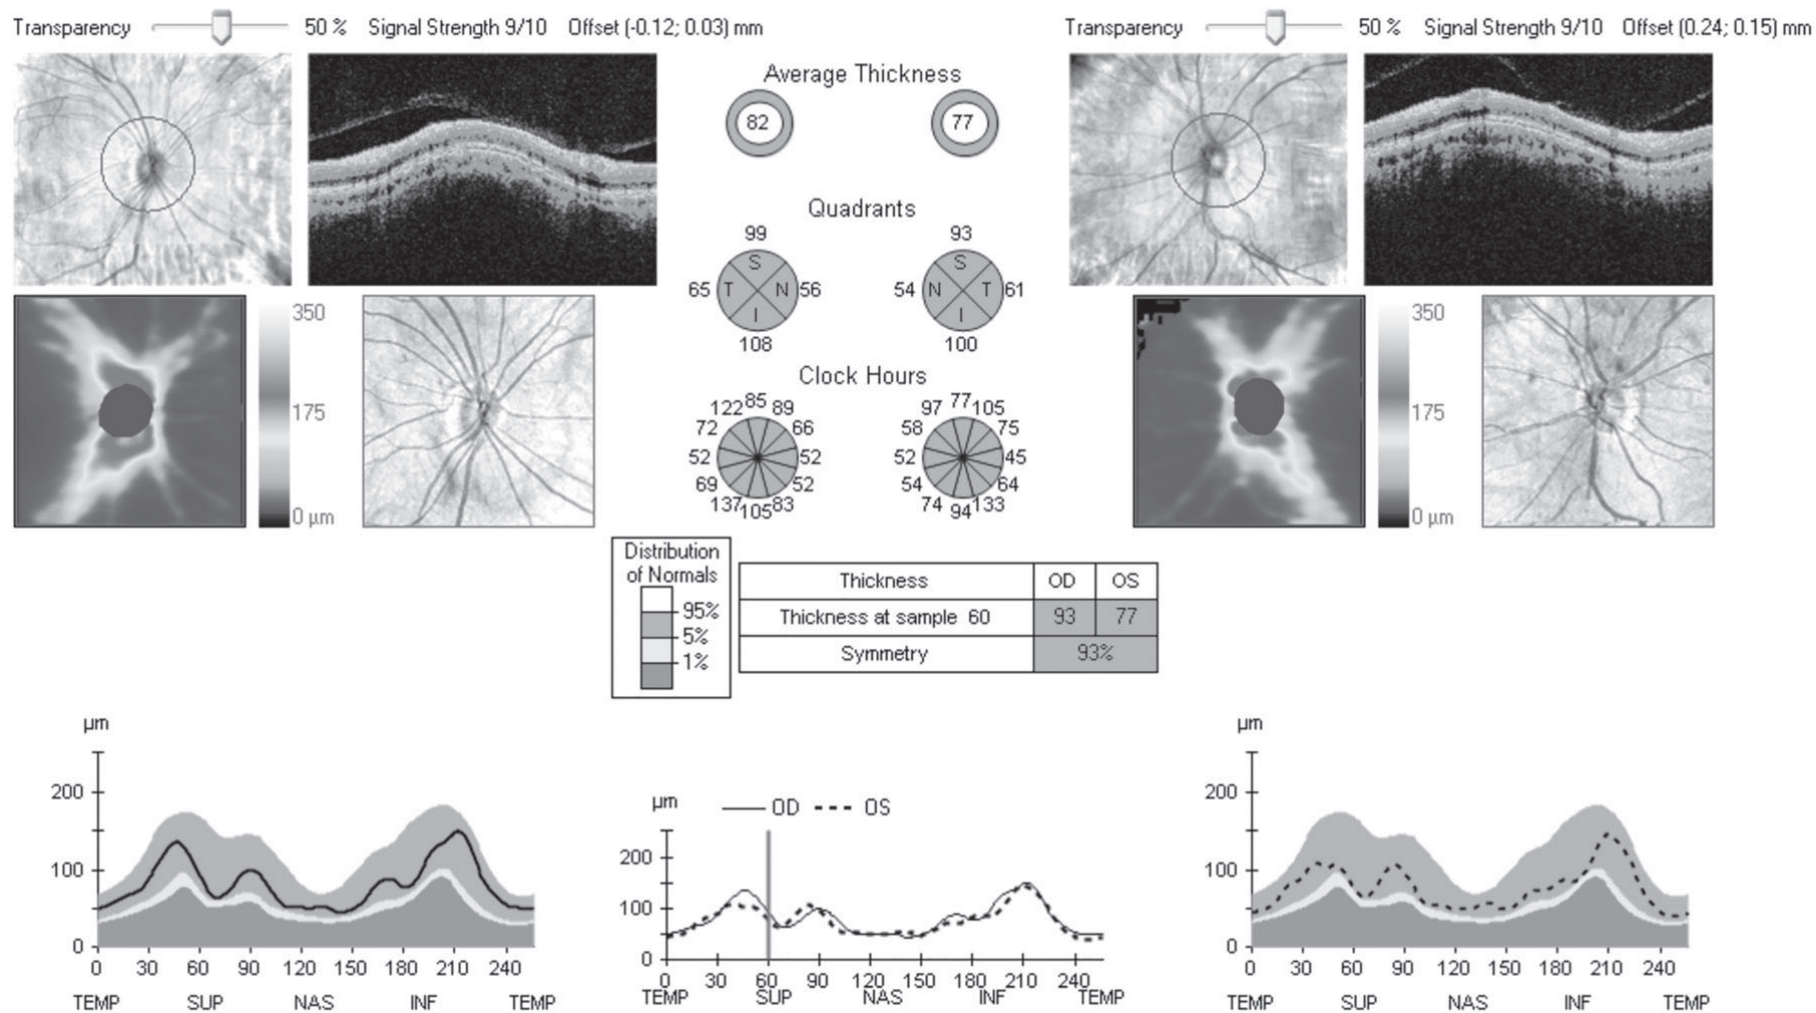 Transparency 50 % Signal Strength 9/10 Offset (-0.12; 0.03) mm
Transparency 50 % Signal Strength 9/10 Offset (0.24; 0.15) mm
Average Thickness
82 77
Quadrants
99 93
S S
65 T N 56 54 N T 61
I I
108 100
350
175
0 µm
350
175
0 µm
Clock Hours
122 85 89 97 77 105
72 66 58 75
52 52 52 45
69 52 54 64
137 105 83 74 94 133
Distribution
of Normals
95%
5%
1%
Thickness OD OS
Thickness at sample 60 93 77
Symmetry 93%
µm
200
100
0
0 30 60 90 120 150 180 210 240
TEMP SUP NAS INF TEMP
µm OD OS
200
100
0
0 30 60 90 120 150 180 210 240
TEMP SUP NAS INF TEMP
µm
200
100
0
0 30 60 90 120 150 180 210 240
TEMP SUP NAS INF TEMP